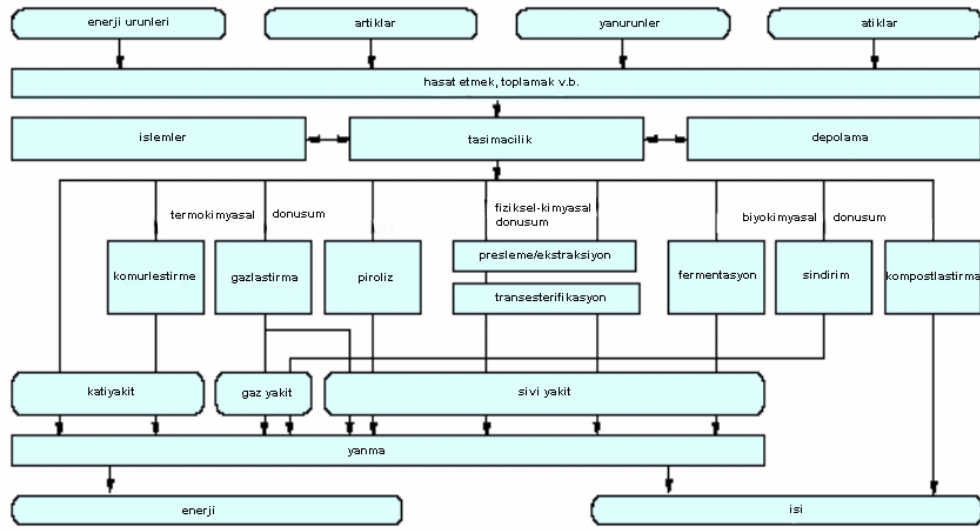 enerji urunleri
artiklar
yanurunler
atiklar
hasat etmek, toplamak v.b.
islemler
tasimacilik
depolama
termokimyasal donusum
fiziksel-kimyasal
donusum
biyokimyasal donusum
komurlestirme
gazlastirma
piroliz
presleme/ekstraksiyon
transesterifikasyon
fermentasyon
sindirim
kompostlastirma
katiyakit
gaz yakit
sivi yakit
yanma
enerji
isi